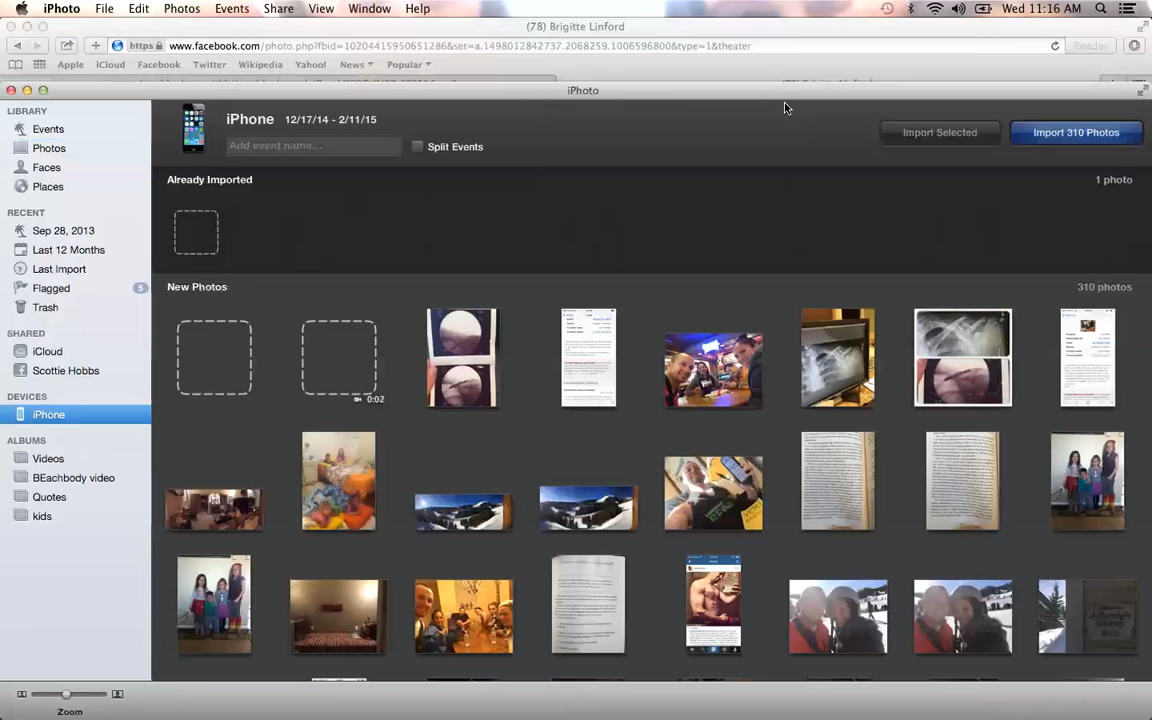 iPhoto File Edit Photos Events Share View Window Help Wed 11:16 AM
(78) Brigitte Linford
https www.facebook.com/photo.php?fbid=10204415950651286&set=a.1498012842737.2068259.1006596800&type=1&theater Reader
Apple iCloud Facebook Twitter Wikipedia Yahoo! News Popular
iPhoto
LIBRARY
Events
Photos
Faces
Places
RECENT
Sep 28, 2013
Last 12 Months
Last Import
Flagged 5
Trash
SHARED
iCloud
Scottie Hobbs
DEVICES
iPhone
ALBUMS
Videos
BEachbody video
Quotes
kids
Zoom
iPhone 12/17/14 - 2/11/15
Add event name...
Split Events
Import Selected
Import 310 Photos
Already Imported 1 photo
New Photos 310 photos
0:02